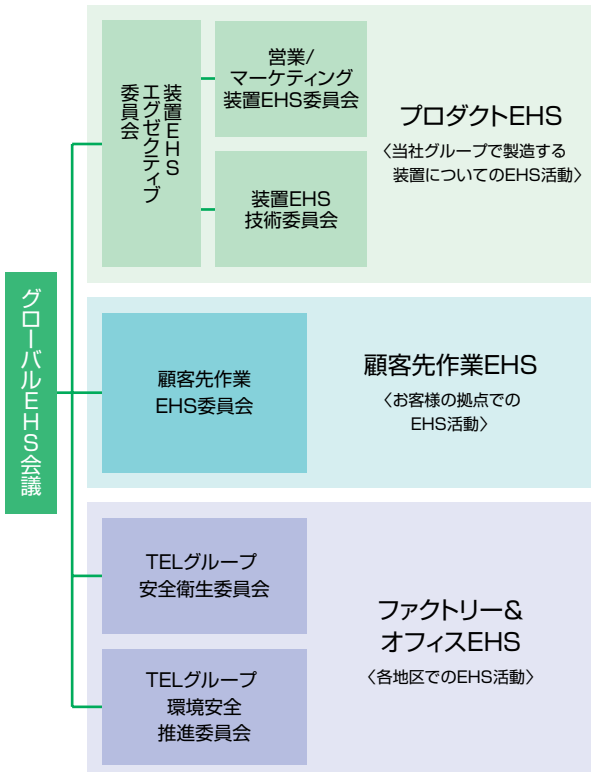 グローバルEHS会議
装置EHS
エグゼクティブ
委員会
営業/
マーケティング
装置EHS委員会
装置EHS
技術委員会
プロダクトEHS
〈当社グループで製造する
装置についてのEHS活動〉
顧客先作業
EHS委員会
顧客先作業EHS
〈お客様の拠点での
EHS活動〉
TELグループ
安全衛生委員会
TELグループ
環境安全
推進委員会
ファクトリー&
オフィスEHS
〈各地区でのEHS活動〉